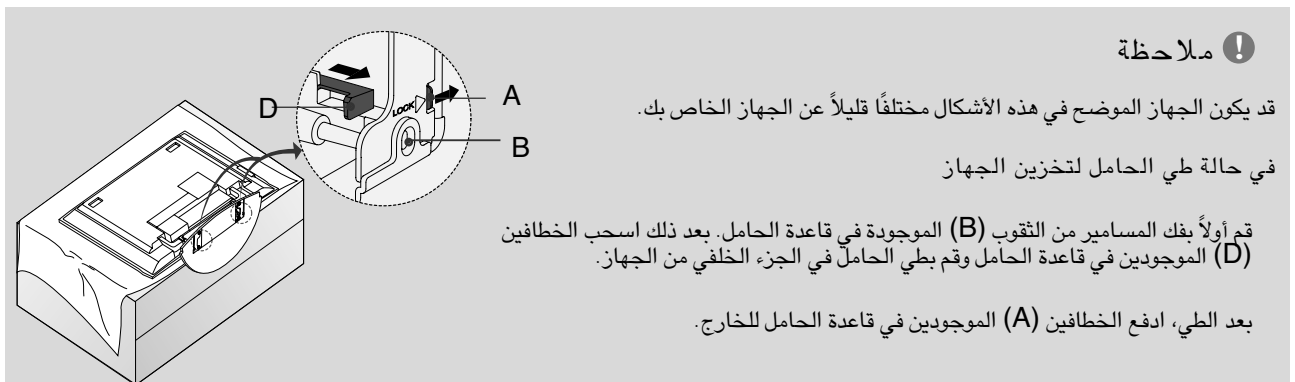 ملاحظة
قد يكون الجهاز الموضح في هذه الأشكال مختلفًا قليلاً عن الجهاز الخاص بك.
في حالة طي الحامل لتخزين الجهاز
قم أولاً بفك المسامير من الثقوب (B) الموجودة في قاعدة الحامل. بعد ذلك اسحب الخطافين
(D) الموجودين في قاعدة الحامل وقم بطي الحامل في الجزء الخلفي من الجهاز.
بعد الطي، ادفع الخطافين (A) الموجودين في قاعدة الحامل للخارج.
D
LOCK
A
B